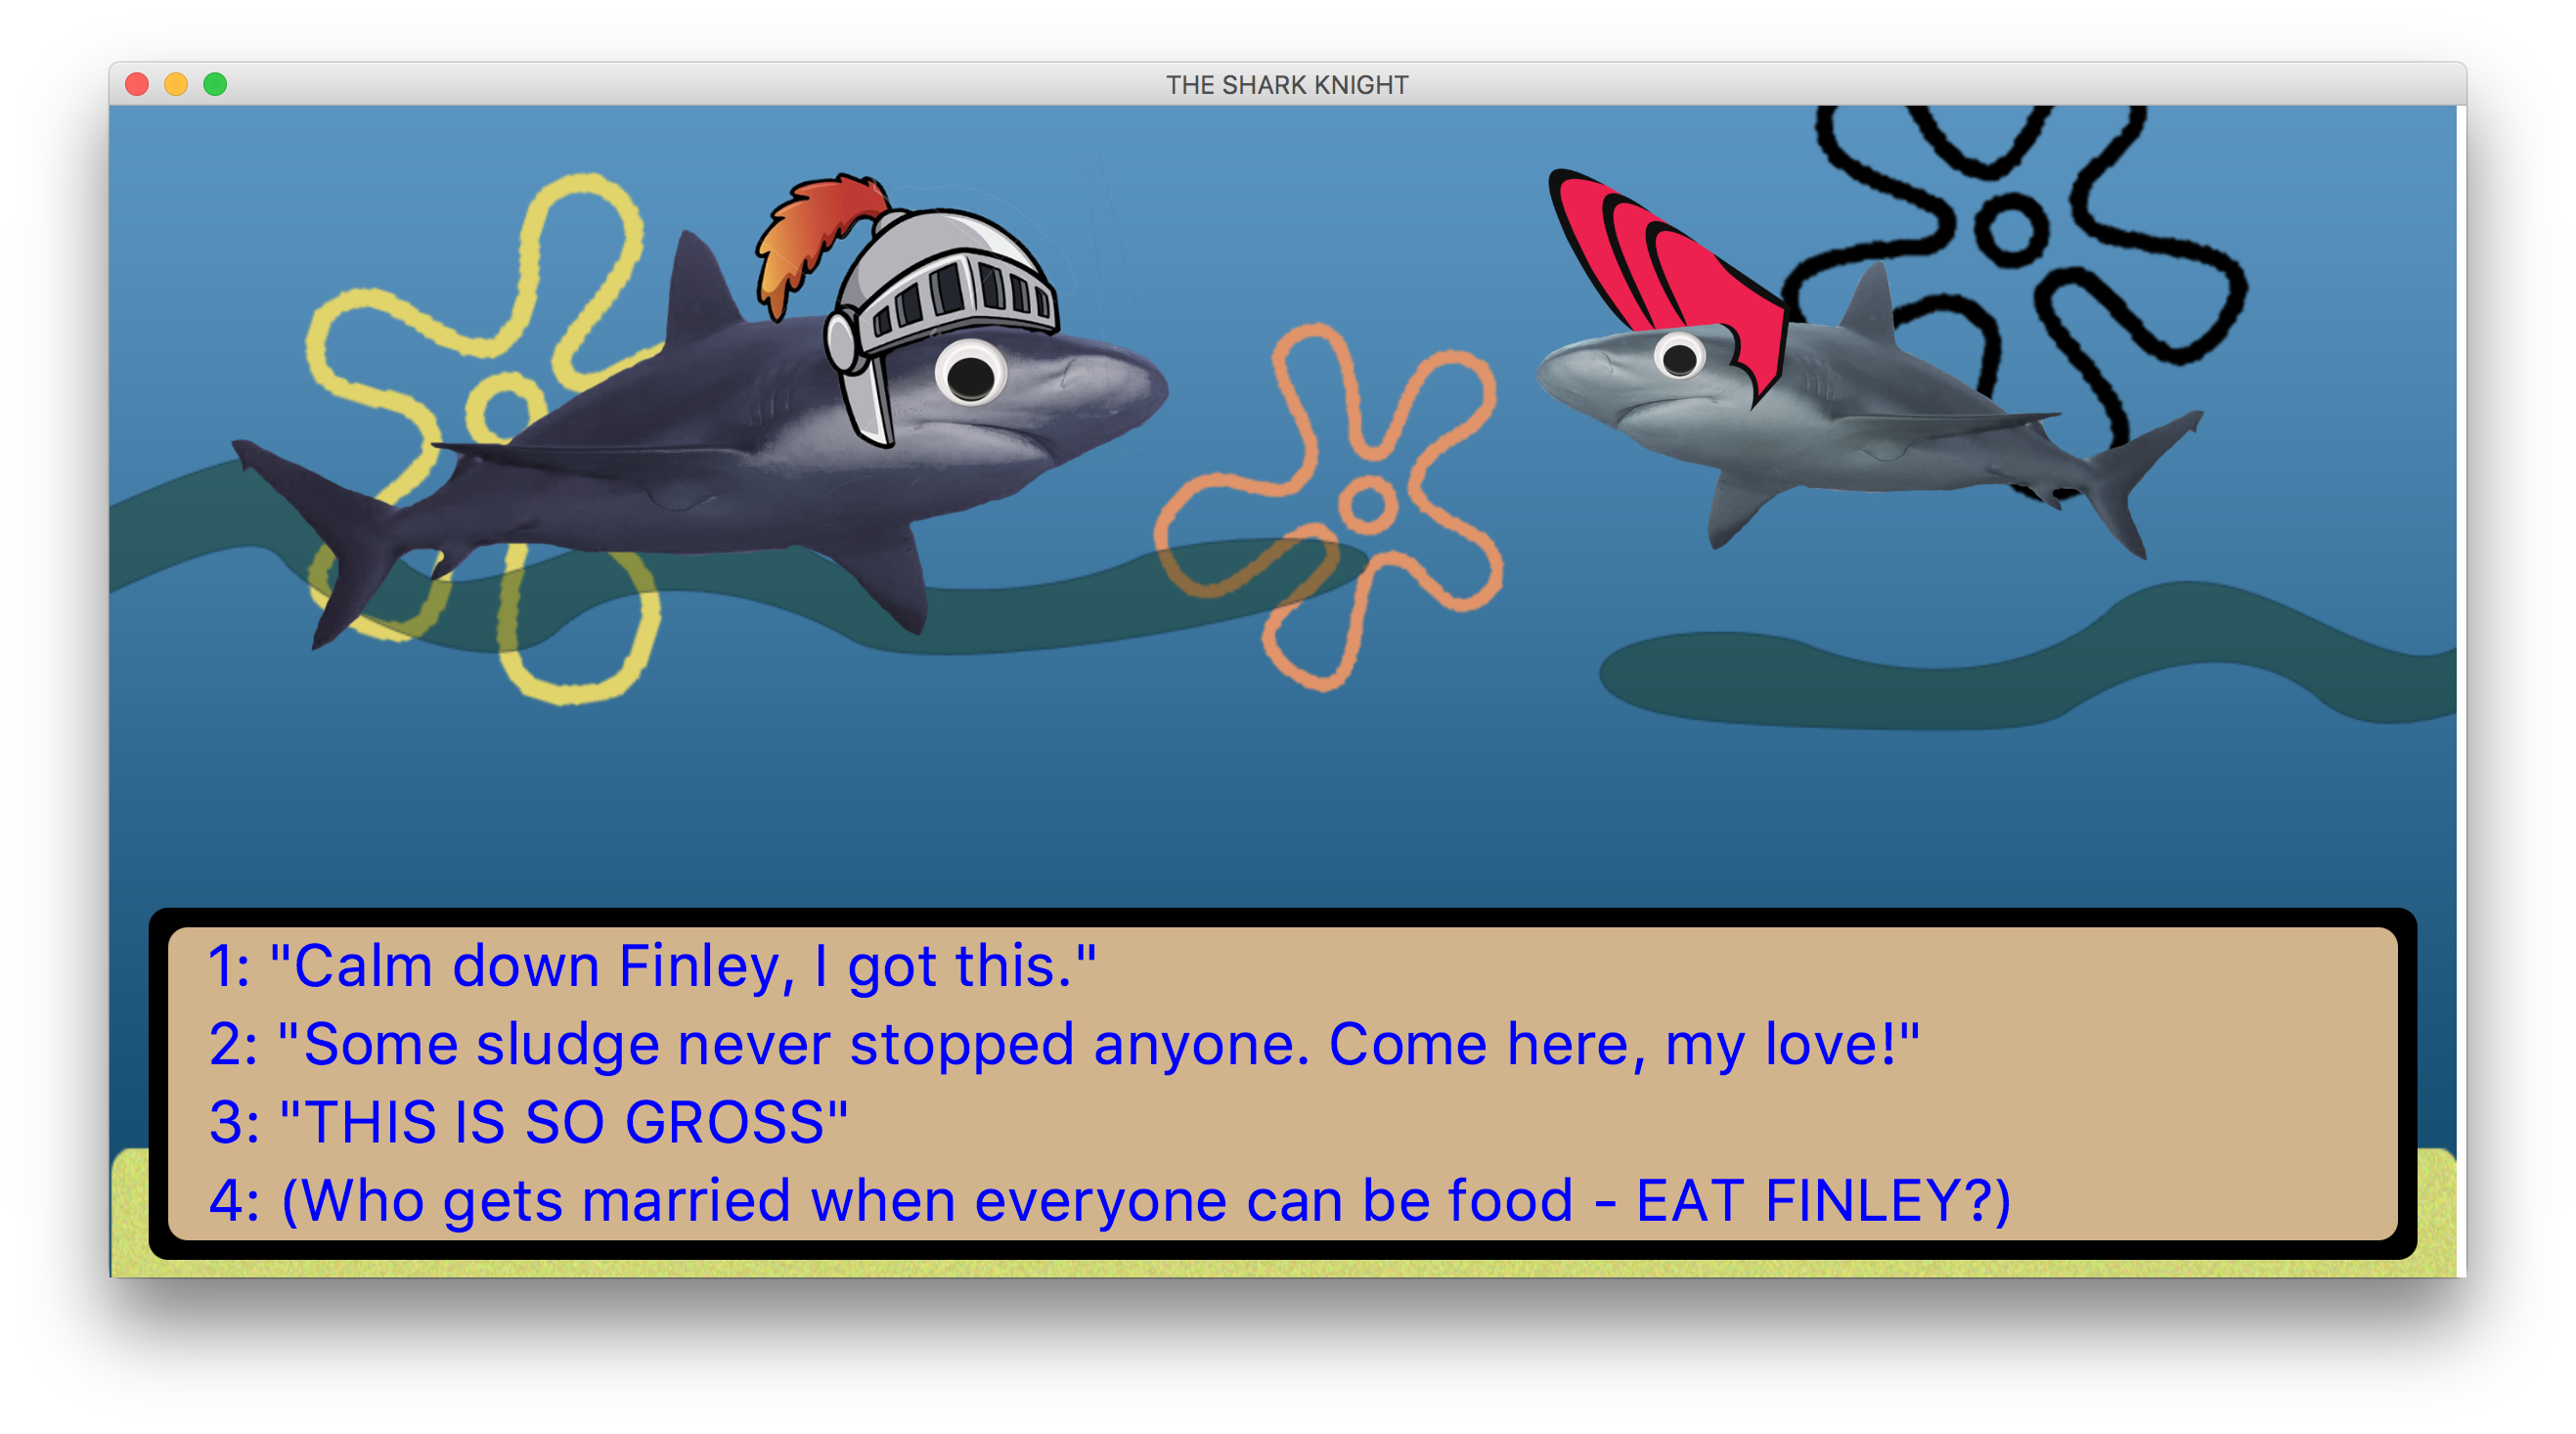 THE SHARK KNIGHT
1: "Calm down Finley, I got this."
2: "Some sludge never stopped anyone. Come here, my love!"
3: "THIS IS SO GROSS"
4: (Who gets married when everyone can be food - EAT FINLEY?)